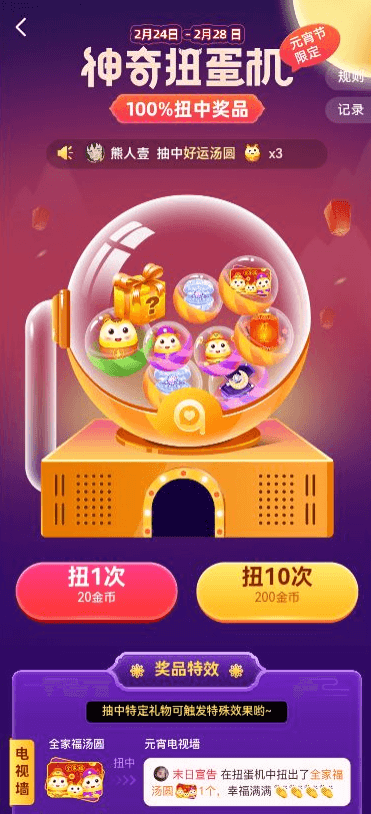 2月24日 - 2月28日
神奇扭蛋机
元宵节
限定
规则
100%扭中奖品
记录
熊人壹 抽中好运汤圆 x3
?
扭1次
20金币
扭10次
200金币
奖品特效
抽中特定礼物可触发特殊效果哟~
电视墙
全家福汤圆
扭中
元宵电视墙
末日宣告 在扭蛋机中扭出了全家福
汤圆 1个，幸福满满👏👏👏👏